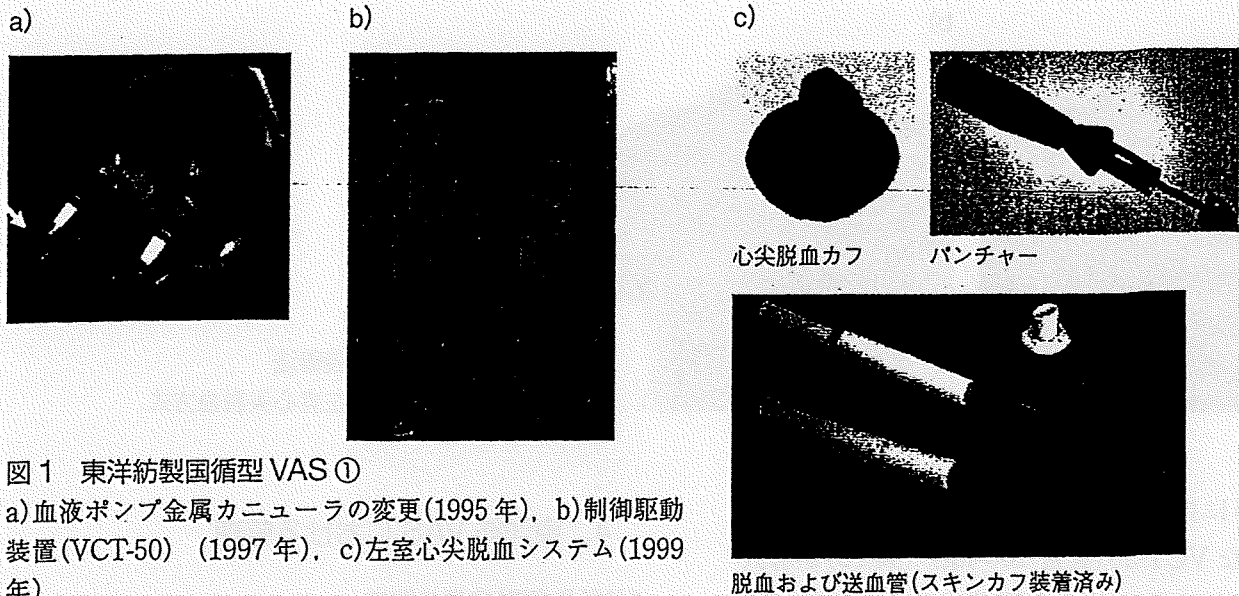 a)
b)
c)
心尖脱血カフ
パンチャー
図1 東洋紡製国循型 VAS ①
a)血液ポンプ金属カニューラの変更(1995年), b)制御駆動
装置(VCT-50) (1997年), c)左室心尖脱血システム(1999
年)
脱血および送血管(スキンカフ装着済み)